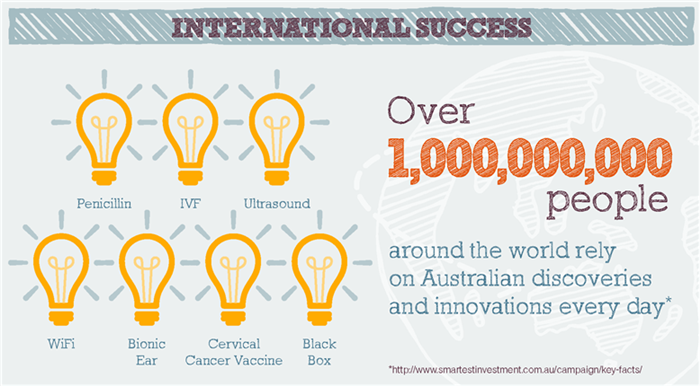 INTERNATIONAL SUCCESS
Penicillin IVF Ultrasound
WiFi Bionic Ear Cervical Cancer Vaccine Black Box
Over
1,000,000,000
people
around the world rely
on Australian discoveries
and innovations every day*
*http://www.smartestinvestment.com.au/campaign/key-facts/